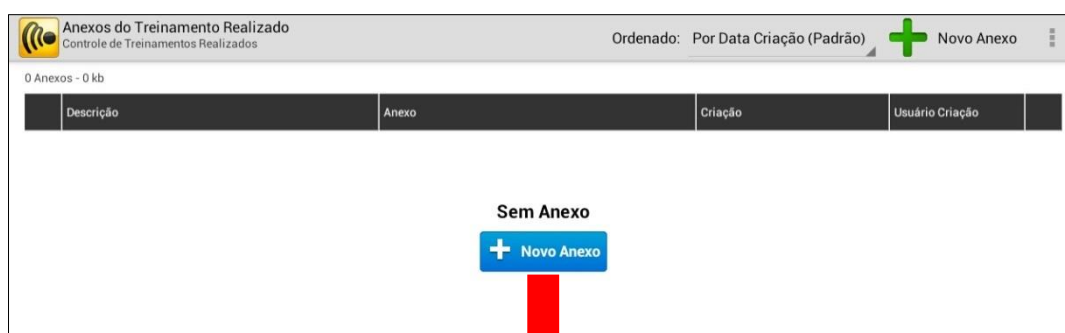 Anexos do Treinamento Realizado
Controle de Treinamentos Realizados
Ordenado: Por Data Criação (Padrão)
Novo Anexo
0 Anexos - 0 kb
Descrição Anexo Criação Usuário Criação
Sem Anexo
Novo Anexo